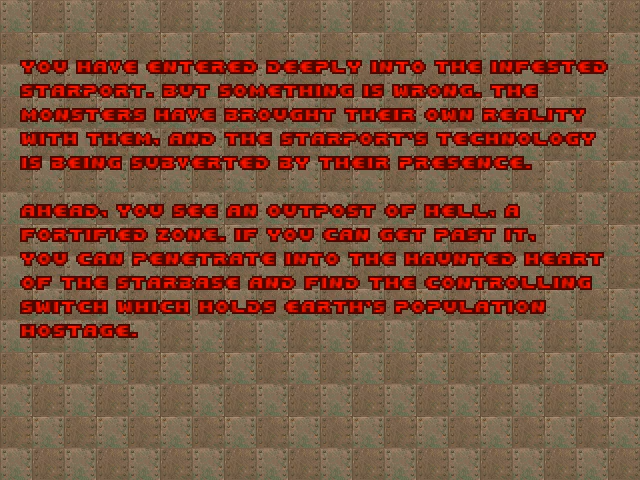 YOU HAVE ENTERED DEEPLY INTO THE INFESTED
STARPORT. BUT SOMETHING IS WRONG. THE
MONSTERS HAVE BROUGHT THEIR OWN REALITY
WITH THEM, AND THE STARPORT'S TECHNOLOGY
IS BEING SUBVERTED BY THEIR PRESENCE.
AHEAD, YOU SEE AN OUTPOST OF HELL, A
FORTIFIED ZONE. IF YOU CAN GET PAST IT,
YOU CAN PENETRATE INTO THE HAUNTED HEART
OF THE STARBASE AND FIND THE CONTROLLING
SWITCH WHICH HOLDS EARTH'S POPULATION
HOSTAGE.